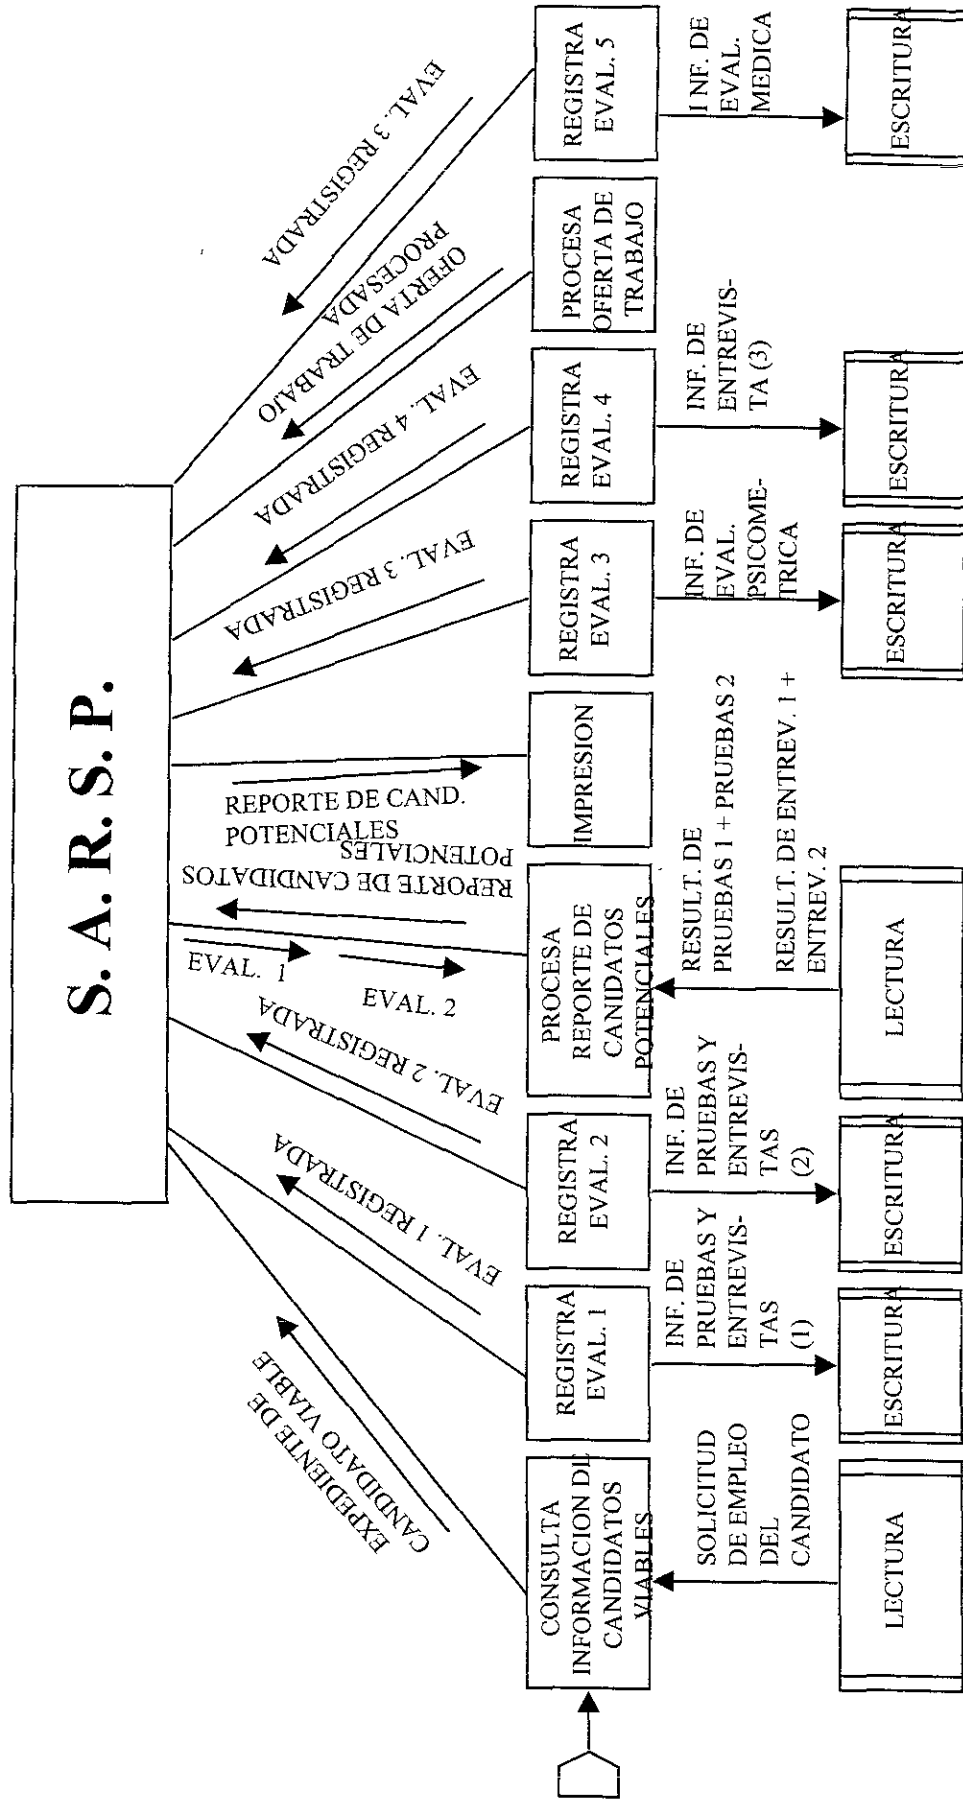 S. A. R. S. P.
EXPEDIENTE DE
CANDIDATO VIABLE
EVAL. 1 REGISTRADA
EVAL. 2 REGISTRADA
EVAL. 1
EVAL. 2
REPORTE DE CANDIDATOS
POTENCIALES
REPORTE DE CAND.
POTENCIALES
EVAL. 3 REGISTRADA
EVAL. 4 REGISTRADA
OFERTA DE TRABAJO
PROCESADA
EVAL. 3 REGISTRADA
CONSULTA
INFORMACION DE
CANDIDATOS
VIABLES
REGISTRA
EVAL. 1
REGISTRA
EVAL. 2
PROCESA
REPORTE DE
CANIDATOS
POTENCIALES
IMPRESION
REGISTRA
EVAL. 3
REGISTRA
EVAL. 4
PROCESA
OFERTA DE
TRABAJO
REGISTRA
EVAL. 5
SOLICITUD
DE EMPLEO
DEL
CANDIDATO
INF. DE
PRUEBAS Y
ENTREVIS-
TAS
(1)
INF. DE
PRUEBAS Y
ENTREVIS-
TAS
(2)
RESULT. DE
PRUEBAS 1 + PRUEBAS 2
RESULT. DE ENTREV. 1 +
ENTREV. 2
INF. DE
EVAL.
PSICOME-
TRICA
INF. DE
ENTREVIS-
TA (3)
I NF. DE
EVAL.
MEDICA
LECTURA
ESCRITURA
ESCRITURA
LECTURA
ESCRITURA
ESCRITURA
ESCRITURA